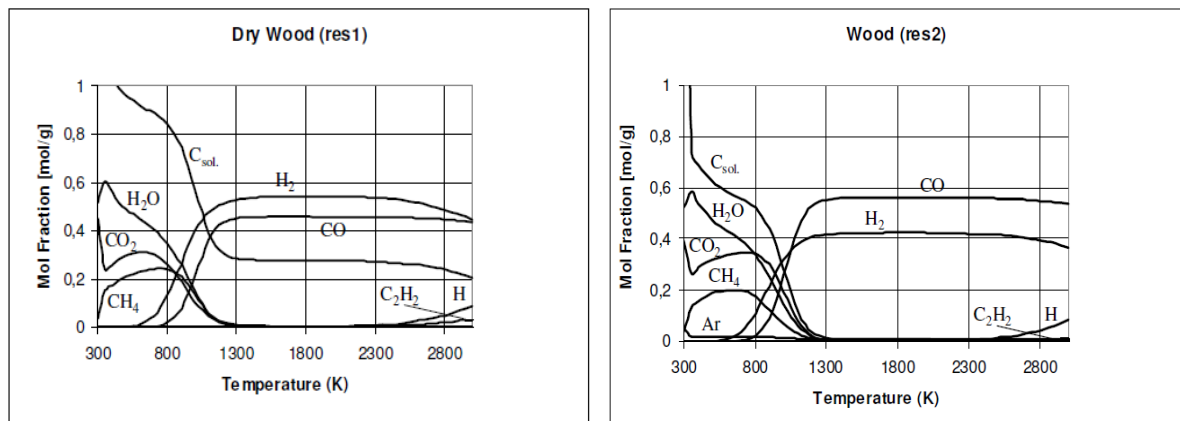 Dry Wood (res1)
Mol Fraction [mol/g]
1
0,8
0,6
0,4
0,2
0
C sol.
H₂O
CO₂
CH₄
H₂
CO
C₂H₂
H
300
800
1300
1800
2300
2800
Temperature (K)
Wood (res2)
Mol Fraction [mol/g]
1
0,8
0,6
0,4
0,2
0
C sol.
H₂O
CO₂
CH₄
Ar
CO
H₂
C₂H₂
H
300
800
1300
1800
2300
2800
Temperature (K)